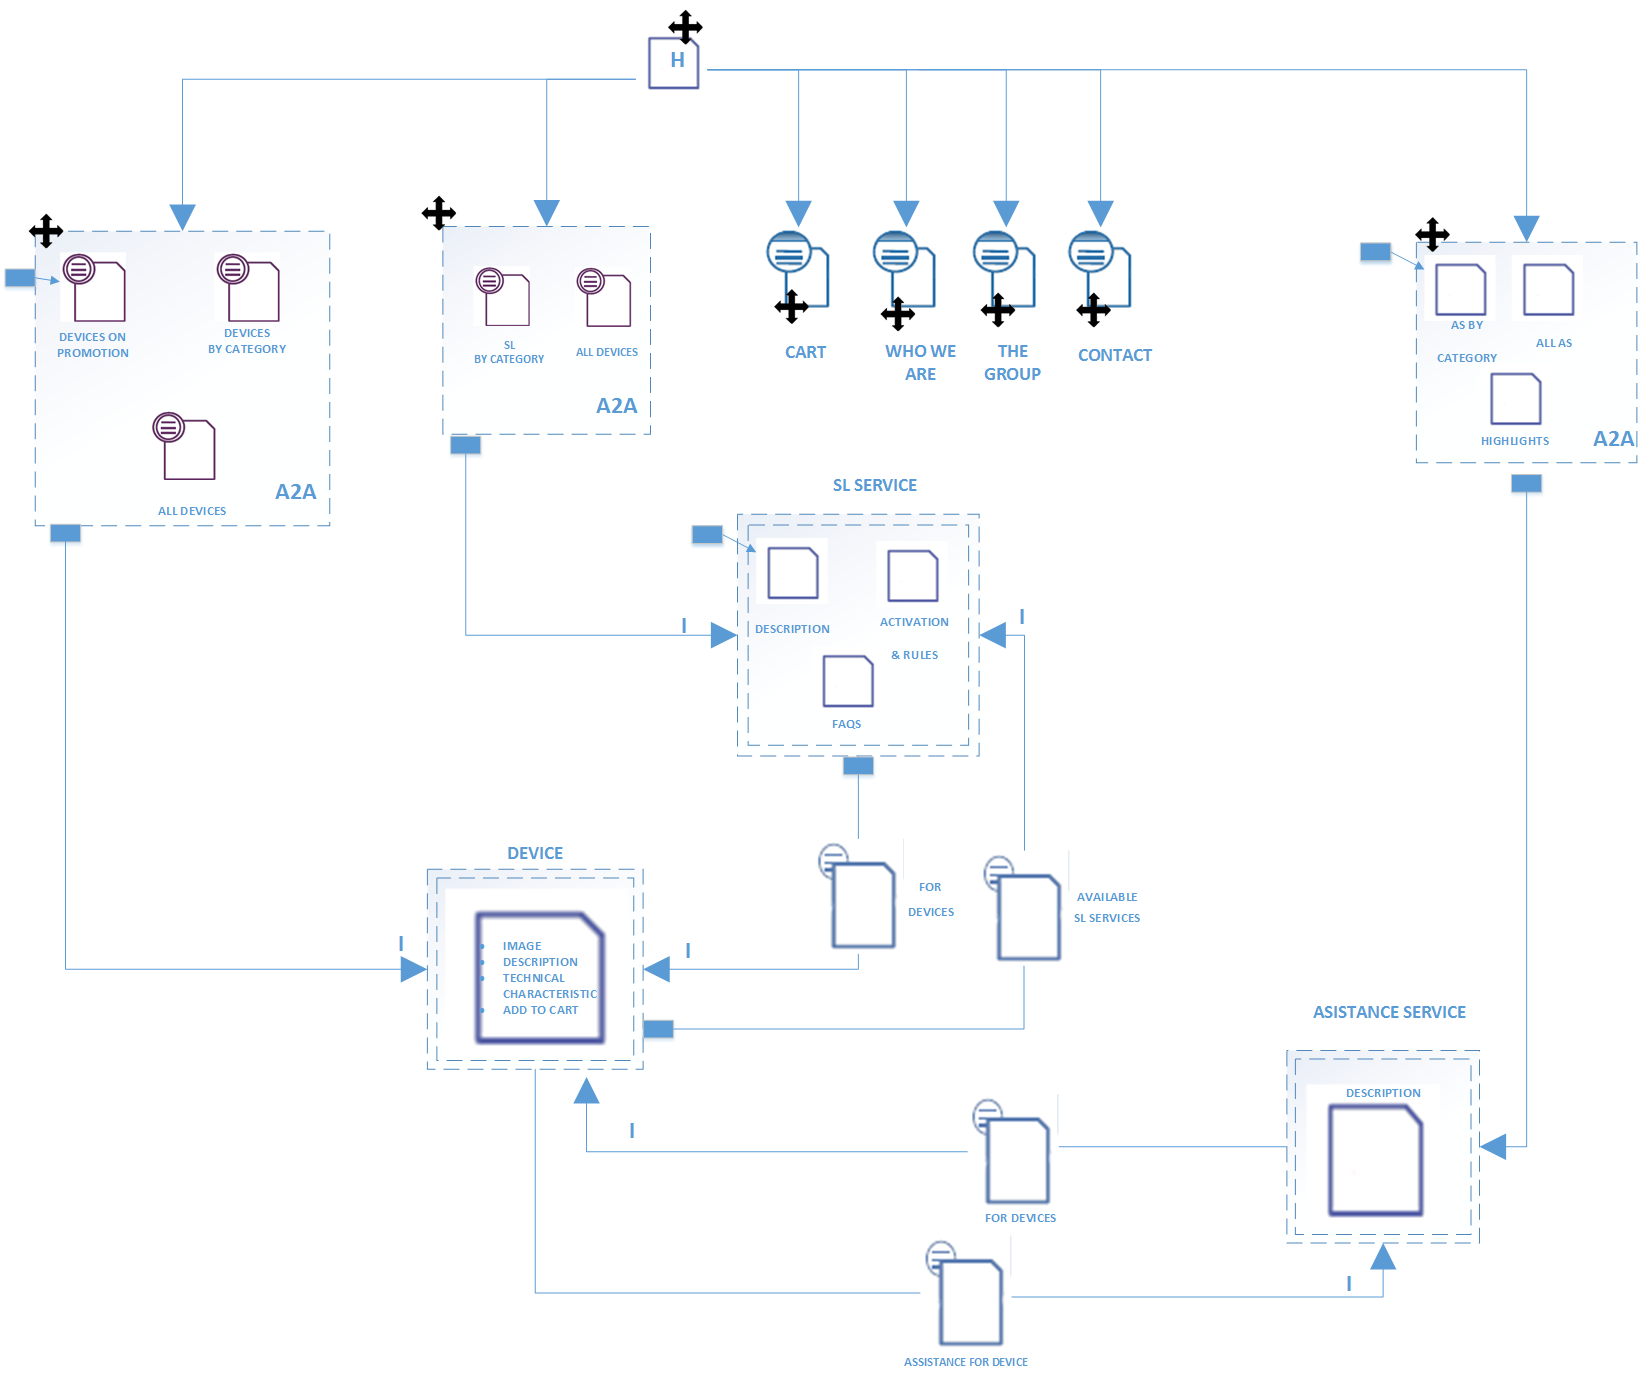 H
DEVICES ON
PROMOTION
DEVICES
BY CATEGORY
ALL DEVICES
A2A
SL
BY CATEGORY
ALL DEVICES
A2A
CART
WHO WE
ARE
THE
GROUP
CONTACT
AS BY
CATEGORY
ALL AS
HIGHLIGHTS
A2A
SL SERVICE
I
DESCRIPTION
ACTIVATION
& RULES
FAQS
I
DEVICE
I
IMAGE
DESCRIPTION
TECHNICAL
CHARACTERISTIC
ADD TO CART
I
FOR
DEVICES
AVAILABLE
SL SERVICES
ASISTANCE SERVICE
DESCRIPTION
I
FOR DEVICES
I
ASSISTANCE FOR DEVICE